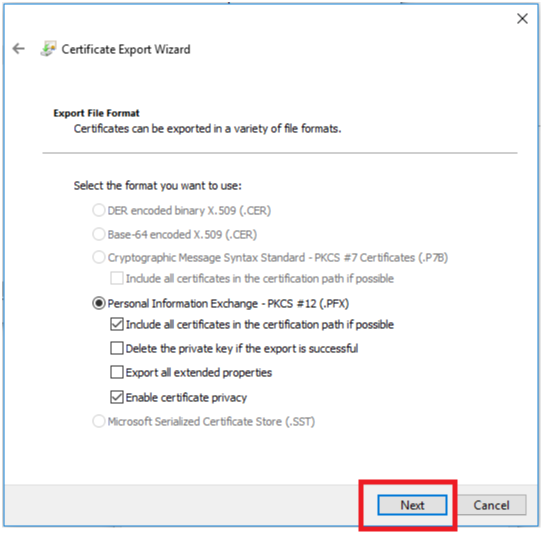 Certificate Export Wizard
Export File Format
Certificates can be exported in a variety of file formats.
Select the format you want to use:
DER encoded binary X.509 (.CER)
Base-64 encoded X.509 (.CER)
Cryptographic Message Syntax Standard - PKCS #7 Certificates (.P7B)
Include all certificates in the certification path if possible
Personal Information Exchange - PKCS #12 (.PFX)
Include all certificates in the certification path if possible
Delete the private key if the export is successful
Export all extended properties
Enable certificate privacy
Microsoft Serialized Certificate Store (.SST)
Next Cancel